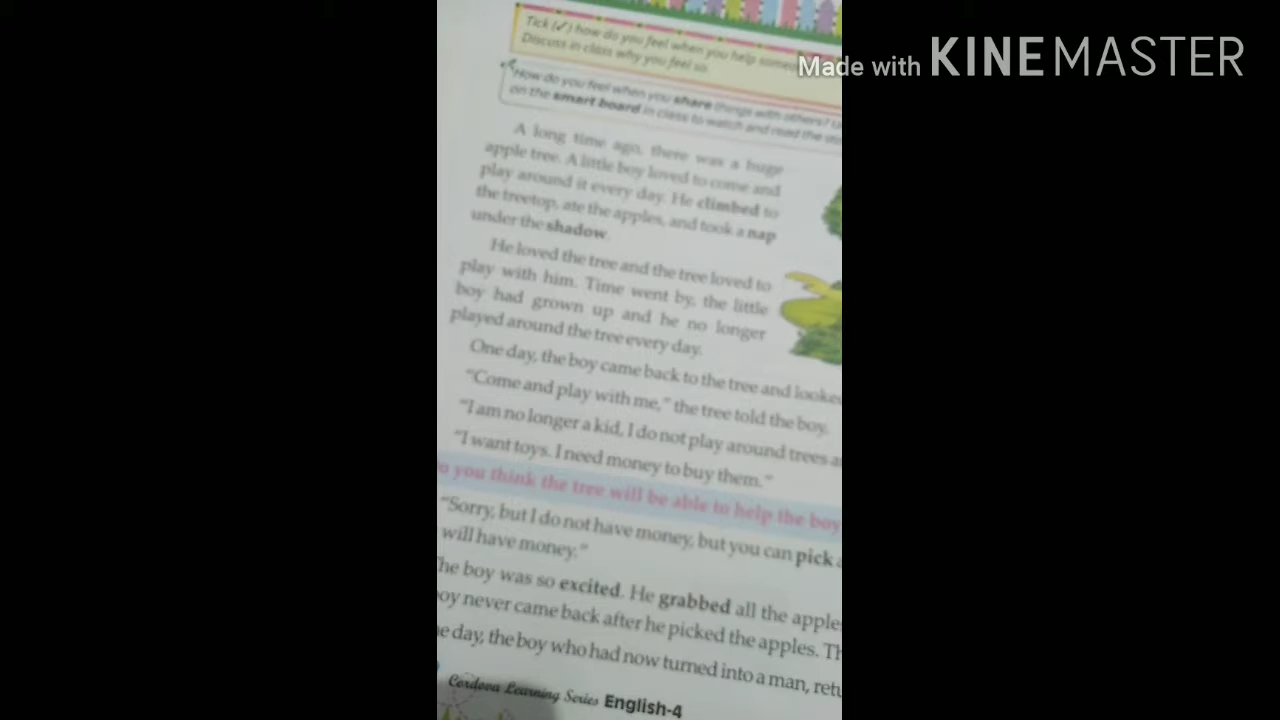 Tick (✓) how do you feel when you help
Discuss in class why you feel so.
Made with KINEMASTER
How do you feel when you share things with others?
on the smart board in class to watch and read the
A long time ago, there was a huge
apple tree. A little boy loved to come and
play around it every day. He climbed to
the treetop, ate the apples, and took a nap
under the shadow.
He loved the tree and the tree loved to
play with him. Time went by, the little
boy had grown up and he no longer
played around the tree every day.
One day, the boy came back to the tree and looke
"Come and play with me," the tree told the boy.
"I am no longer a kid, I do not play around trees a
"I want toys. I need money to buy them."
o you think the tree will be able to help the boy
"Sorry, but I do not have money, but you can pick a
will have money."
he boy was so excited. He grabbed all the apple
oy never came back after he picked the apples. Th
e day, the boy who had now turned into a man, retu
Cordova Learning Series English-4